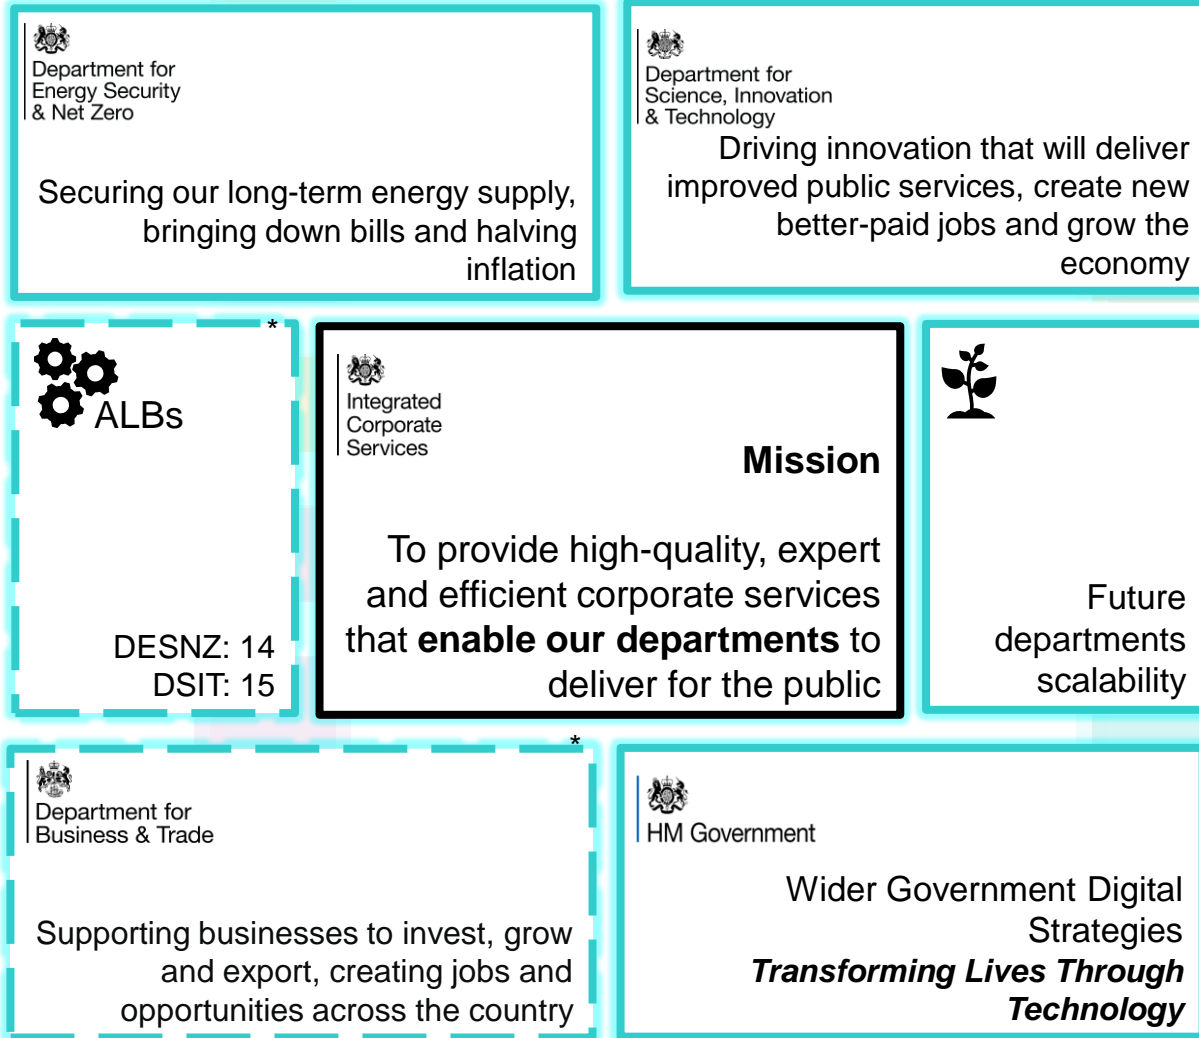 Department for
Energy Security
& Net Zero
Securing our long-term energy supply,
bringing down bills and halving
inflation
Department for
Science, Innovation
& Technology
Driving innovation that will deliver
improved public services, create new
better-paid jobs and grow the
economy
*
ALBs
DESNZ: 14
DSIT: 15
Integrated
Corporate
Services
Mission
To provide high-quality, expert
and efficient corporate services
that enable our departments to
deliver for the public
Future
departments
scalability
*
Department for
Business & Trade
Supporting businesses to invest, grow
and export, creating jobs and
opportunities across the country
HM Government
Wider Government Digital
Strategies
Transforming Lives Through
Technology